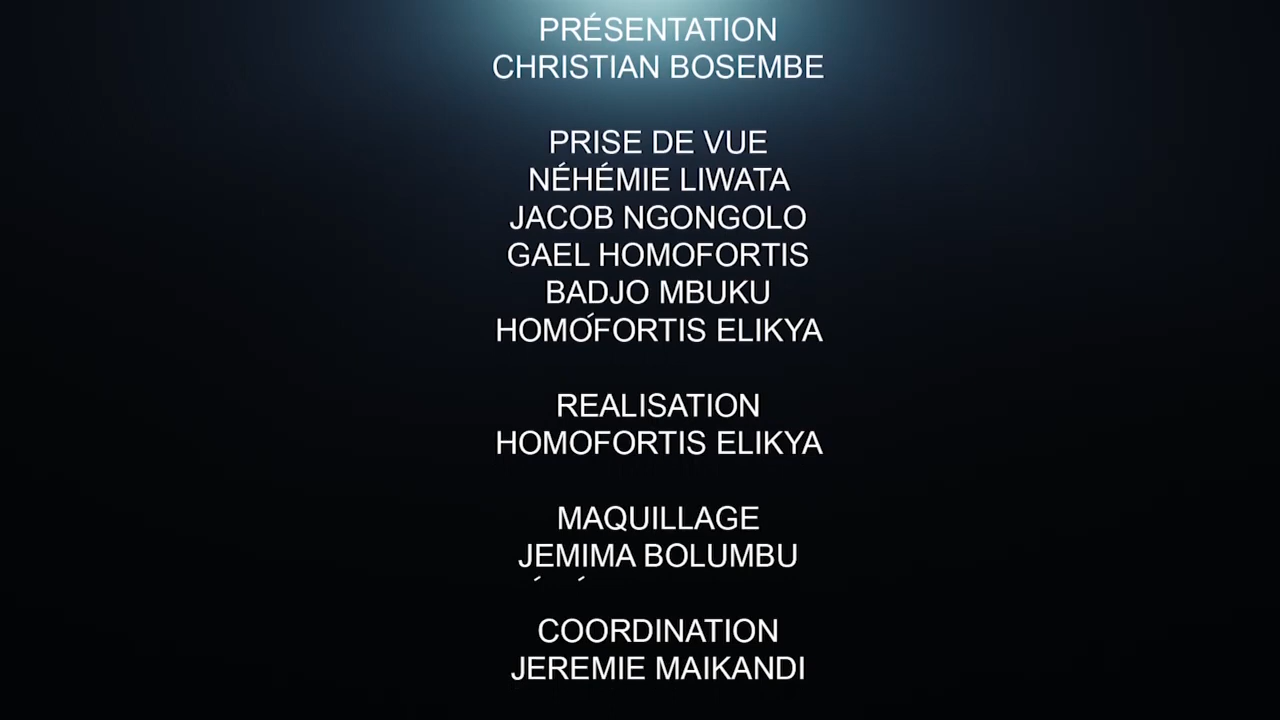 PRÉSENTATION
CHRISTIAN BOSEMBE
PRISE DE VUE
NÉHÉMIE LIWATA
JACOB NGONGOLO
GAEL HOMOFORTIS
BADJO MBUKU
HOMOFORTIS ELIKYA
REALISATION
HOMOFORTIS ELIKYA
MAQUILLAGE
JEMIMA BOLUMBU
COORDINATION
JEREMIE MAIKANDI